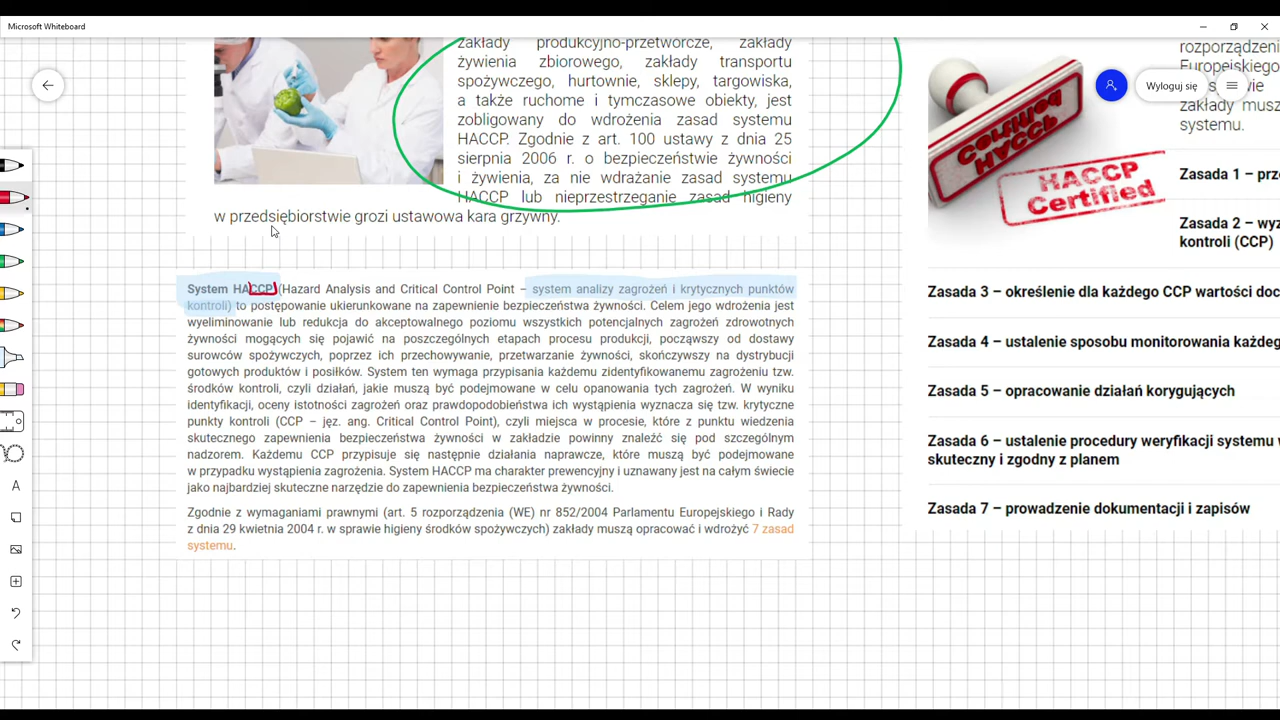 Microsoft Whiteboard
zakłady produkcyjno-przetwórcze, zakłady
żywienia zbiorowego, zakłady transportu
spożywczego, hurtownie, sklepy, targowiska,
a także ruchome i tymczasowe obiekty, jest
zobligowany do wdrożenia zasad systemu
HACCP. Zgodnie z art. 100 ustawy z dnia 25
sierpnia 2006 r. o bezpieczeństwie żywności
i żywienia, za nie wdrażanie zasad systemu
HACCP lub nieprzestrzeganie zasad higieny
w przedsiębiorstwie grozi ustawowa kara grzywny.
System HACCP (Hazard Analysis and Critical Control Point – system analizy zagrożeń i krytycznych punktów
kontroli) to postępowanie ukierunkowane na zapewnienie bezpieczeństwa żywności. Celem jego wdrożenia jest
wyeliminowanie lub redukcja do akceptowalnego poziomu wszystkich potencjalnych zagrożeń zdrowotnych
żywności mogących się pojawić na poszczególnych etapach procesu produkcji, począwszy od dostawy
surowców spożywczych, poprzez ich przechowywanie, przetwarzanie żywności, skończywszy na dystrybucji
gotowych produktów i posiłków. System ten wymaga przypisania każdemu zidentyfikowanemu zagrożeniu tzw.
środków kontroli, czyli działań, jakie muszą być podejmowane w celu opanowania tych zagrożeń. W wyniku
identyfikacji, oceny istotności zagrożeń oraz prawdopodobieństwa ich wystąpienia wyznacza się tzw. krytyczne
punkty kontroli (CCP – jęz. ang. Critical Control Point), czyli miejsca w procesie, które z punktu wiedzenia
skutecznego zapewnienia bezpieczeństwa żywności w zakładzie powinny znaleźć się pod szczególnym
nadzorem. Każdemu CCP przypisuje się następnie działania naprawcze, które muszą być podejmowane
w przypadku wystąpienia zagrożenia. System HACCP ma charakter prewencyjny i uznawany jest na całym świecie
jako najbardziej skuteczne narzędzie do zapewnienia bezpieczeństwa żywności.
Zgodnie z wymaganiami prawnymi (art. 5 rozporządzenia (WE) nr 852/2004 Parlamentu Europejskiego i Rady
z dnia 29 kwietnia 2004 r. w sprawie higieny środków spożywczych) zakłady muszą opracować i wdrożyć 7 zasad
systemu.
Wyloguj się
rozporządzeni
Europejskiego
zakłady musz
systemu.
HACCP
Certified
Zasada 1 – prze
Zasada 2 – wyz
kontroli (CCP)
Zasada 3 – określenie dla każdego CCP wartości doc
Zasada 4 – ustalenie sposobu monitorowania każdeg
Zasada 5 – opracowanie działań korygujących
Zasada 6 – ustalenie procedury weryfikacji systemu w
skuteczny i zgodny z planem
Zasada 7 – prowadzenie dokumentacji i zapisów